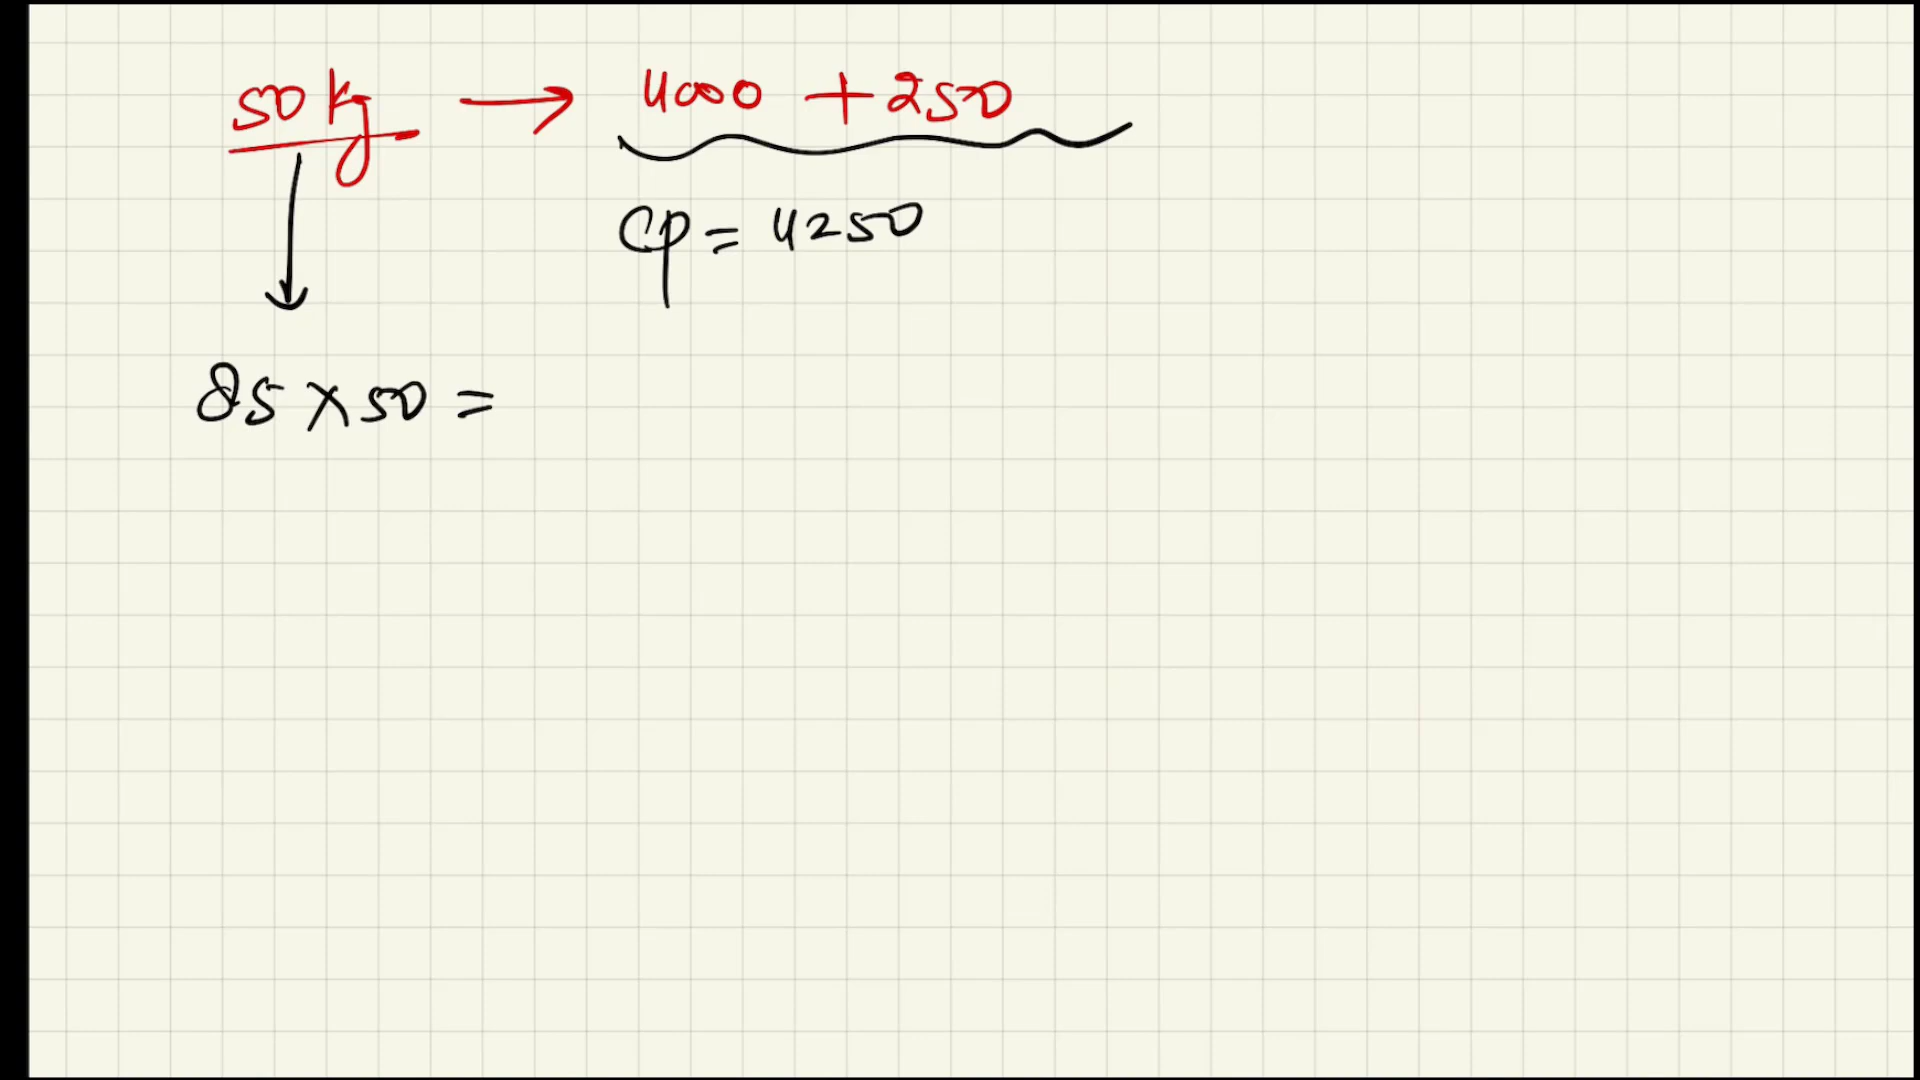 50 kg → 4000 + 250
CP = 4250
85 × 50 =